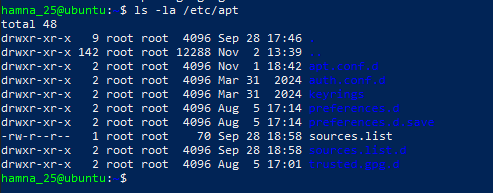 hamna_25@ubuntu:~$ ls -la /etc/apt
total 48
drwxr-xr-x   9 root root  4096 Sep 28 17:46 .
drwxr-xr-x 142 root root 12288 Nov  2 13:39 ..
drwxr-xr-x   2 root root  4096 Nov  1 18:42 apt.conf.d
drwxr-xr-x   2 root root  4096 Mar 31  2024 auth.conf.d
drwxr-xr-x   2 root root  4096 Mar 31  2024 keyrings
drwxr-xr-x   2 root root  4096 Aug  5 17:14 preferences.d
drwxr-xr-x   2 root root  4096 Aug  5 17:14 preferences.d.save
-rw-r--r--   1 root root    70 Sep 28 18:58 sources.list
drwxr-xr-x   2 root root  4096 Sep 28 18:58 sources.list.d
drwxr-xr-x   2 root root  4096 Aug  5 17:01 trusted.gpg.d
hamna_25@ubuntu:~$